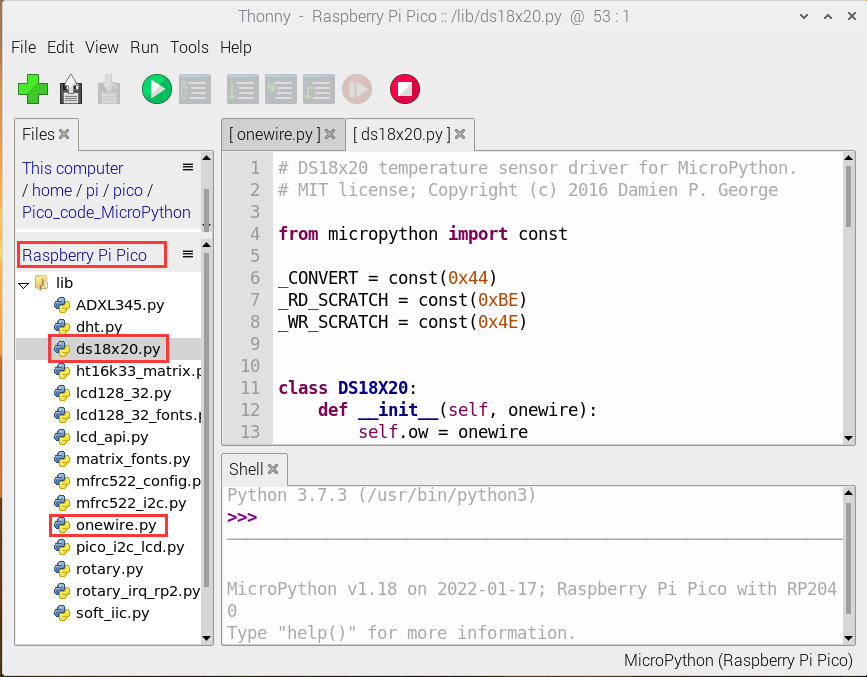 Thonny - Raspberry Pi Pico :: /lib/ds18x20.py @ 53 : 1
File Edit View Run Tools Help
Files
This computer
/ home / pi / pico /
Pico_code_MicroPython
Raspberry Pi Pico
lib
ADXL345.py
dht.py
ds18x20.py
ht16k33_matrix.p
lcd128_32.py
lcd128_32_fonts.p
lcd_api.py
matrix_fonts.py
mfrc522_config.p
mfrc522_i2c.py
onewire.py
pico_i2c_lcd.py
rotary.py
rotary_irq_rp2.py
soft_iic.py
[ onewire.py ] [ ds18x20.py ]
1 # DS18x20 temperature sensor driver for MicroPython.
2 # MIT license; Copyright (c) 2016 Damien P. George
3
4 from micropython import const
5
6 _CONVERT = const(0x44)
7 _RD_SCRATCH = const(0xBE)
8 _WR_SCRATCH = const(0x4E)
9
10
11 class DS18X20:
12     def __init__(self, onewire):
13         self.ow = onewire
Shell
Python 3.7.3 (/usr/bin/python3)
>>>
MicroPython v1.18 on 2022-01-17; Raspberry Pi Pico with RP204
0
Type "help()" for more information.
MicroPython (Raspberry Pi Pico)